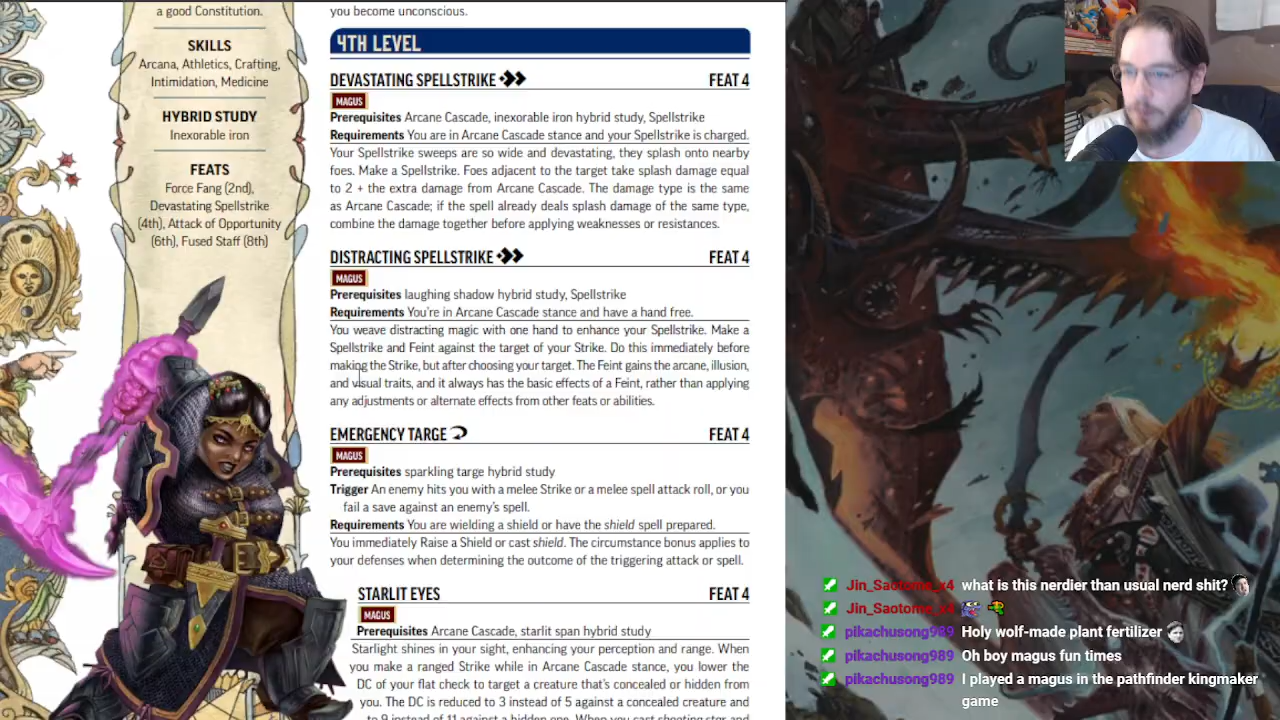 a good Constitution.
SKILLS
Arcana, Athletics, Crafting,
Intimidation, Medicine
HYBRID STUDY
Inexorable iron
FEATS
Force Fang (2nd),
Devastating Spellstrike
(4th), Attack of Opportunity
(6th), Fused Staff (8th)
you become unconscious.
4TH LEVEL
DEVASTATING SPELLSTRIKE FEAT 4
MAGUS
Prerequisites Arcane Cascade, inexorable iron hybrid study, Spellstrike
Requirements You are in Arcane Cascade stance and your Spellstrike is charged.
Your Spellstrike sweeps are so wide and devastating, they splash onto nearby
foes. Make a Spellstrike. Foes adjacent to the target take splash damage equal
to 2 + the extra damage from Arcane Cascade. The damage type is the same
as Arcane Cascade; if the spell already deals splash damage of the same type,
combine the damage together before applying weaknesses or resistances.
DISTRACTING SPELLSTRIKE FEAT 4
MAGUS
Prerequisites laughing shadow hybrid study, Spellstrike
Requirements You're in Arcane Cascade stance and have a hand free.
You weave distracting magic with one hand to enhance your Spellstrike. Make a
Spellstrike and Feint against the target of your Strike. Do this immediately before
making the Strike, but after choosing your target. The Feint gains the arcane, illusion,
and visual traits, and it always has the basic effects of a Feint, rather than applying
any adjustments or alternate effects from other feats or abilities.
EMERGENCY TARGE FEAT 4
MAGUS
Prerequisites sparkling targe hybrid study
Trigger An enemy hits you with a melee Strike or a melee spell attack roll, or you
fail a save against an enemy's spell.
Requirements You are wielding a shield or have the shield spell prepared.
You immediately Raise a Shield or cast shield. The circumstance bonus applies to
your defenses when determining the outcome of the triggering attack or spell.
STARLIT EYES FEAT 4
MAGUS
Prerequisites Arcane Cascade, starlit span hybrid study
Starlight shines in your sight, enhancing your perception and range. When
you make a ranged Strike while in Arcane Cascade stance, you lower the
DC of your flat check to target a creature that's concealed or hidden from
you. The DC is reduced to 3 instead of 5 against a concealed creature and
to 9 instead of 11 against a hidden one. When you cast shooting star and
Jin_Saotome_x4 what is this nerdier than usual nerd shit?
Jin_Saotome_x4
pikachusong989 Holy wolf-made plant fertilizer
pikachusong989 Oh boy magus fun times
pikachusong989 I played a magus in the pathfinder kingmaker
game